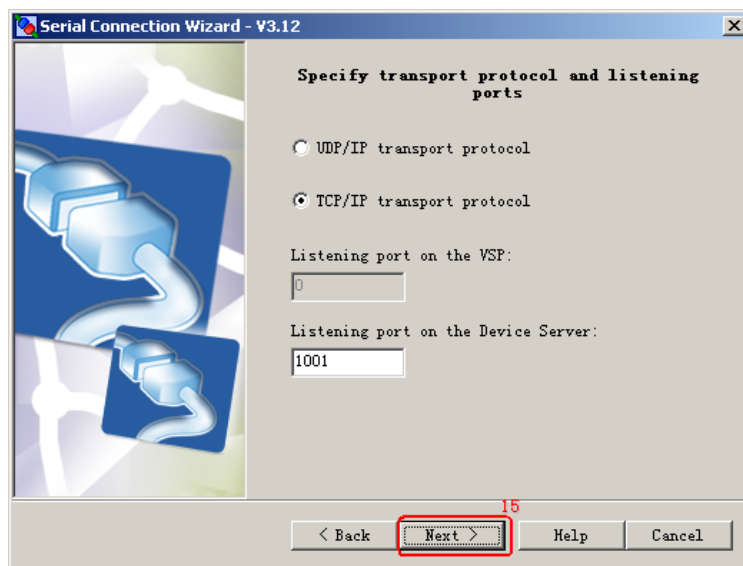 Serial Connection Wizard - V3.12
Specify transport protocol and listening
ports
UDP/IP transport protocol
TCP/IP transport protocol
Listening port on the VSP:
0
Listening port on the Device Server:
1001
15
< Back
Next >
Help
Cancel